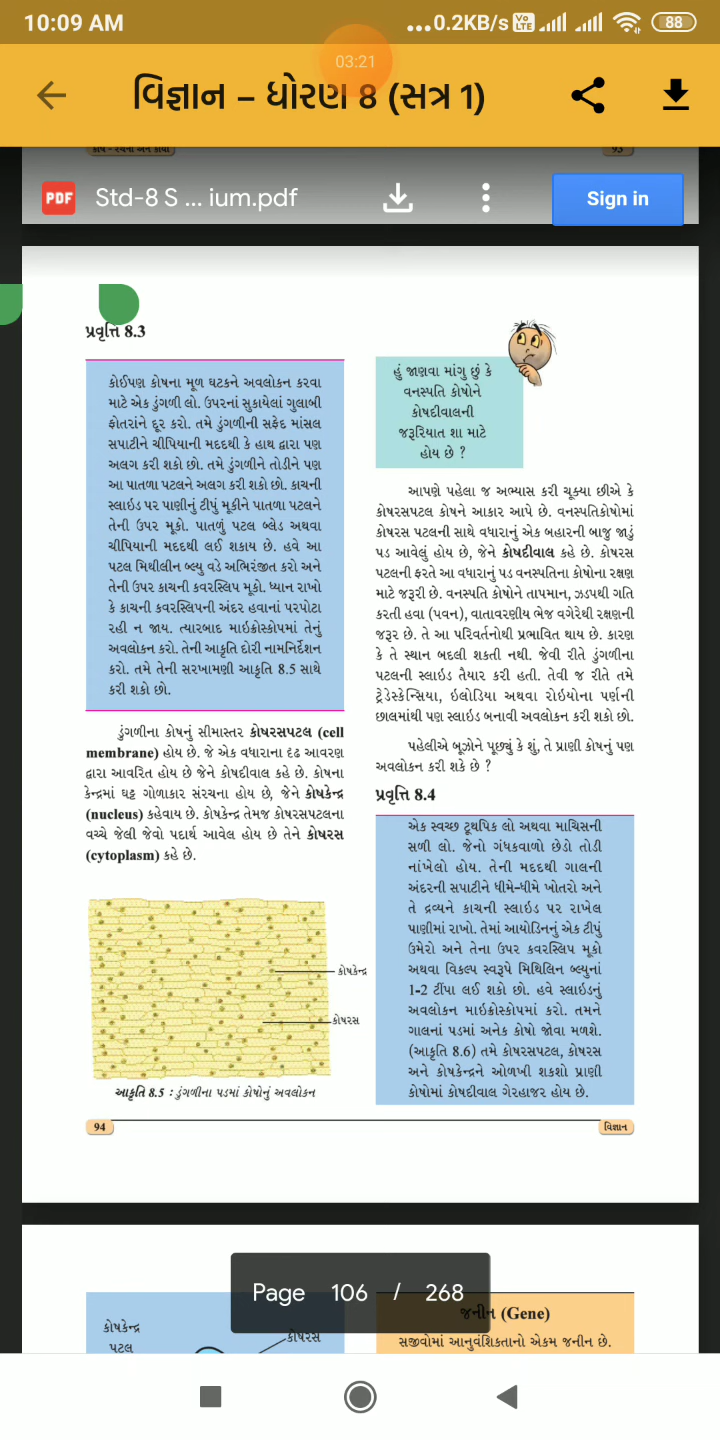 10:09 AM
...0.2KB/s Vo LTE 88
03:21
વિજ્ઞાન – ધોરણ 8 (સત્ર 1)
93
PDF Std-8 S ... ium.pdf Sign in
પ્રવૃત્તિ 8.3
કોઈપણ કોષના મૂળ ઘટકને અવલોકન કરવા
માટે એક ડુંગળી લો. ઉપરનાં સુકાયેલાં ગુલાબી
ફોતરાંને દૂર કરો. તમે ડુંગળીની સફેદ માંસલ
સપાટીને ચીપિયાની મદદથી કે હાથ દ્વારા પણ
અલગ કરી શકો છો. તમે ડુંગળીને તોડીને પણ
આ પાતળા પટલને અલગ કરી શકો છો. કાચની
સ્લાઇડ પર પાણીનું ટીપું મૂકીને પાતળા પટલને
તેની ઉપર મૂકો. પાતળું પટલ બ્લેડ અથવા
ચીપિયાની મદદથી લઈ શકાય છે. હવે આ
પટલ મિથીલીન બ્લ્યુ વડે અભિરંજીત કરો અને
તેની ઉપર કાચની કવરસ્લિપ મૂકો. ધ્યાન રાખો
કે કાચની કવરસ્લિપની અંદર હવાનાં પરપોટા
રહી ન જાય. ત્યારબાદ માઇક્રોસ્કોપમાં તેનું
અવલોકન કરો. તેની આકૃતિ દોરી નામનિર્દેશન
કરો. તમે તેની સરખામણી આકૃતિ 8.5 સાથે
કરી શકો છો.
ડુંગળીના કોષનું સીમાસ્તર કોષરસપટલ (cell
membrane) હોય છે. જે એક વધારાના દૃઢ આવરણ
દ્વારા આવરિત હોય છે જેને કોષદીવાલ કહે છે. કોષના
કેન્દ્રમાં ઘટ્ટ ગોળાકાર સંરચના હોય છે, જેને કોષકેન્દ્ર
(nucleus) કહેવાય છે. કોષકેન્દ્ર તેમજ કોષરસપટલના
વચ્ચે જેલી જેવો પદાર્થ આવેલ હોય છે તેને કોષરસ
(cytoplasm) કહે છે.
કોષકેન્દ્ર
કોષરસ
આકૃતિ 8.5 : ડુંગળીના પડમાં કોષોનું અવલોકન
હું જાણવા માંગુ છું કે
વનસ્પતિ કોષોને
કોષદીવાલની
જરૂરિયાત શા માટે
હોય છે ?
આપણે પહેલા જ અભ્યાસ કરી ચૂક્યા છીએ કે
કોષરસપટલ કોષને આકાર આપે છે. વનસ્પતિકોષોમાં
કોષરસ પટલની સાથે વધારાનું એક બહારની બાજુ જાડું
પડ આવેલું હોય છે, જેને કોષદીવાલ કહે છે. કોષરસ
પટલની ફરતે આ વધારાનું પડ વનસ્પતિના કોષોના રક્ષણ
માટે જરૂરી છે. વનસ્પતિ કોષોને તાપમાન, ઝડપથી ગતિ
કરતી હવા (પવન), વાતાવરણીય ભેજ વગેરેથી રક્ષણની
જરૂર છે. તે આ પરિવર્તનોથી પ્રભાવિત થાય છે. કારણ
કે તે સ્થાન બદલી શકતી નથી. જેવી રીતે ડુંગળીના
પટલની સ્લાઇડ તૈયાર કરી હતી. તેવી જ રીતે તમે
ટ્રેડેસ્કેન્સિયા, ઇલોડિયા અથવા રોઇયોના પર્ણની
છાલમાંથી પણ સ્લાઇડ બનાવી અવલોકન કરી શકો છો.
પહેલીએ બૂઝોને પૂછ્યું કે શું, તે પ્રાણી કોષનું પણ
અવલોકન કરી શકે છે ?
પ્રવૃત્તિ 8.4
એક સ્વચ્છ ટૂથપિક લો અથવા માચિસની
સળી લો. જેનો ગંધકવાળો છેડો તોડી
નાંખેલો હોય. તેની મદદથી ગાલની
અંદરની સપાટીને ધીમે-ધીમે ખોતરો અને
તે દ્રવ્યને કાચની સ્લાઇડ પર રાખેલ
પાણીમાં રાખો. તેમાં આયોડિનનું એક ટીપું
ઉમેરો અને તેના ઉપર કવરસ્લિપ મૂકો
અથવા વિકલ્પ સ્વરૂપે મિથિલિન બ્લ્યુનાં
1-2 ટીંપા લઈ શકો છો. હવે સ્લાઇડનું
અવલોકન માઇક્રોસ્કોપમાં કરો. તમને
ગાલનાં પડમાં અનેક કોષો જોવા મળશે.
(આકૃતિ 8.6) તમે કોષરસપટલ, કોષરસ
અને કોષકેન્દ્રને ઓળખી શકશો પ્રાણી
કોષોમાં કોષદીવાલ ગેરહાજર હોય છે.
94 વિજ્ઞાન
Page 106 / 268
કોષકેન્દ્ર
પટલ
કોષરસ
જનીન (Gene)
સજીવોમાં આનુવંશિકતાનો એકમ જનીન છે.